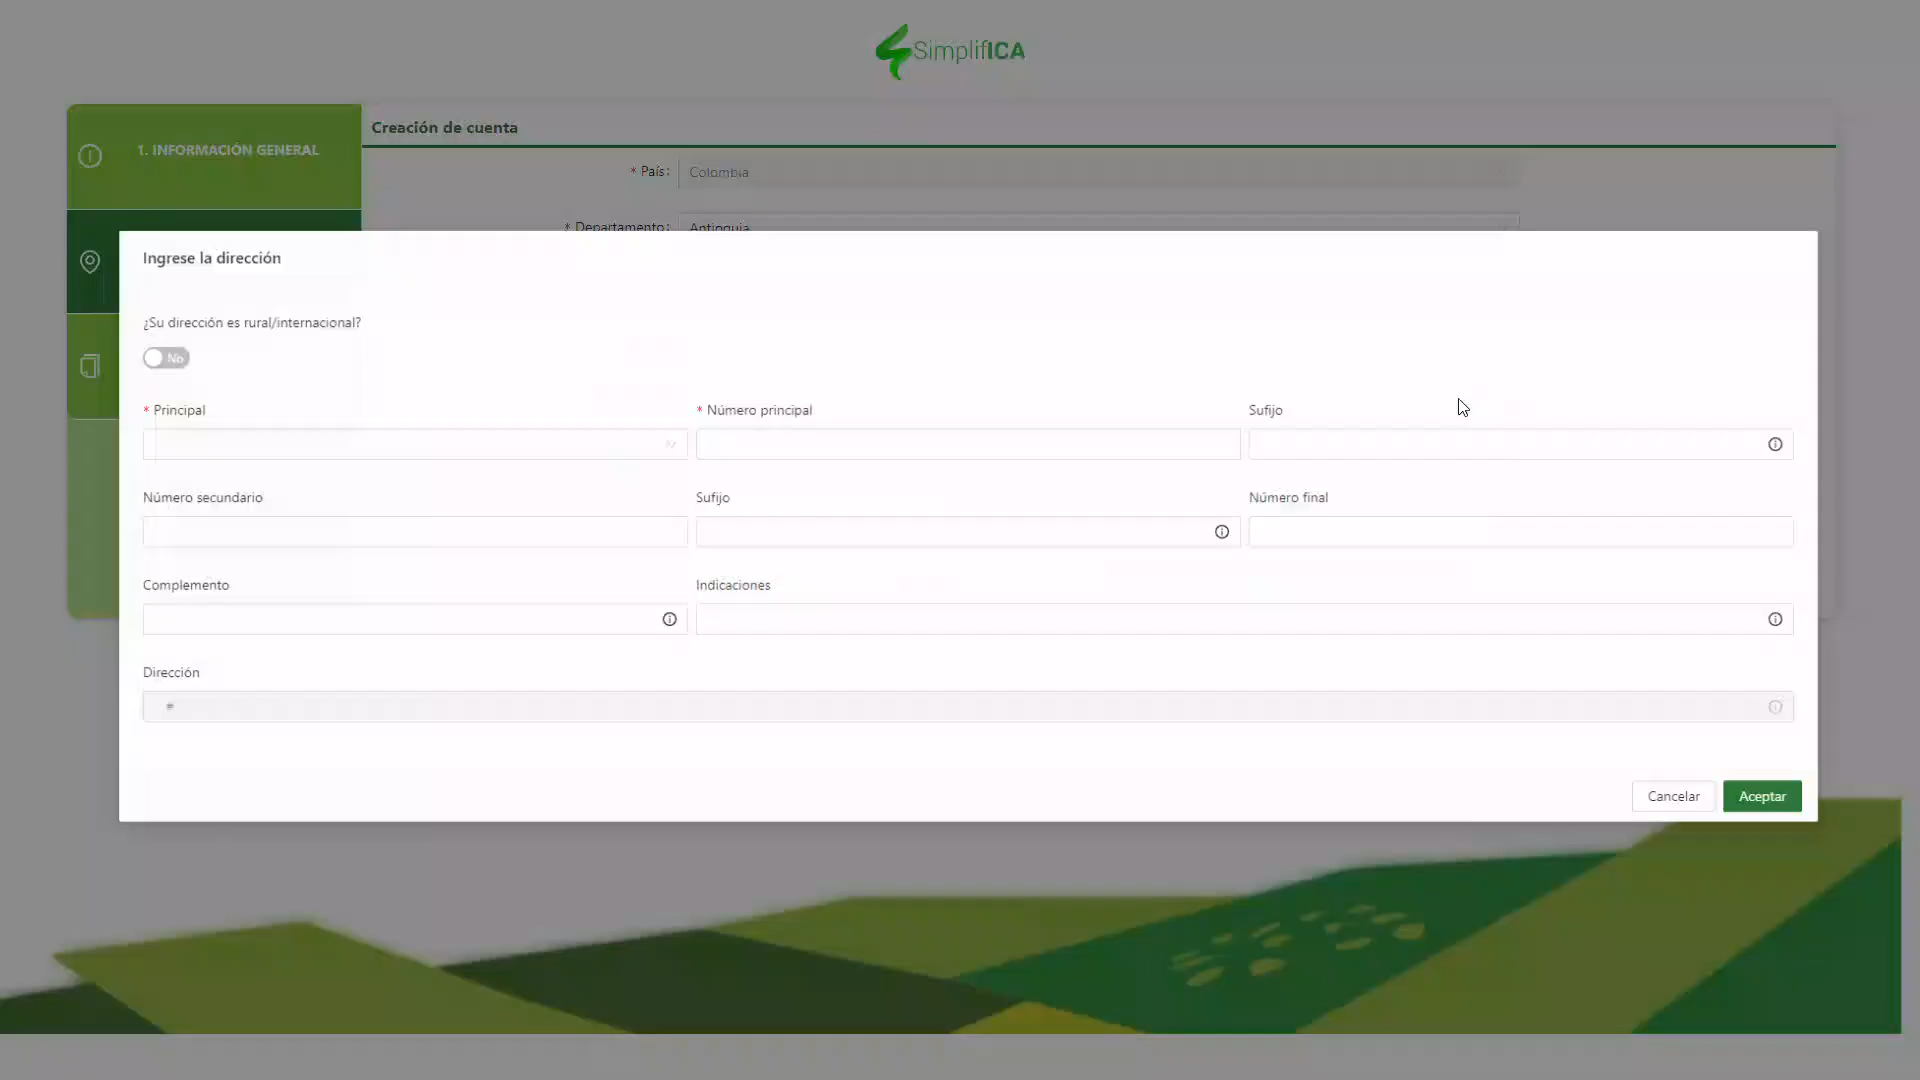 SimplifICA
1. INFORMACIÓN GENERAL
Creación de cuenta
* País: Colombia
* Departamento: Antioquia
Ingrese la dirección
¿Su dirección es rural/internacional?
No
* Principal * Número principal Sufijo
Número secundario Sufijo Número final
Complemento Indicaciones
Dirección
#
Cancelar Aceptar